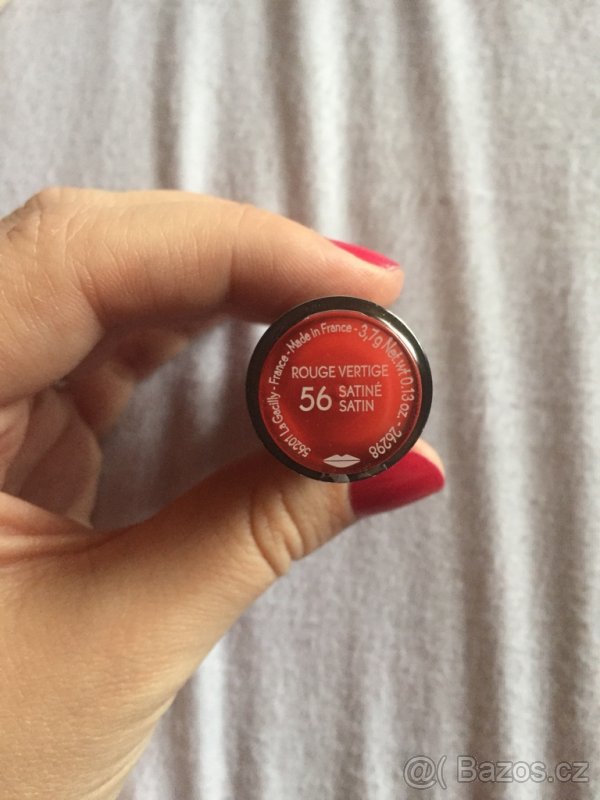 56201 La Gacilly - France - Made in France - 3,7g Net.wt 0.13 oz. - 26298
ROUGE VERTIGE
56 SATINÉ
SATIN
@( Bazos.cz